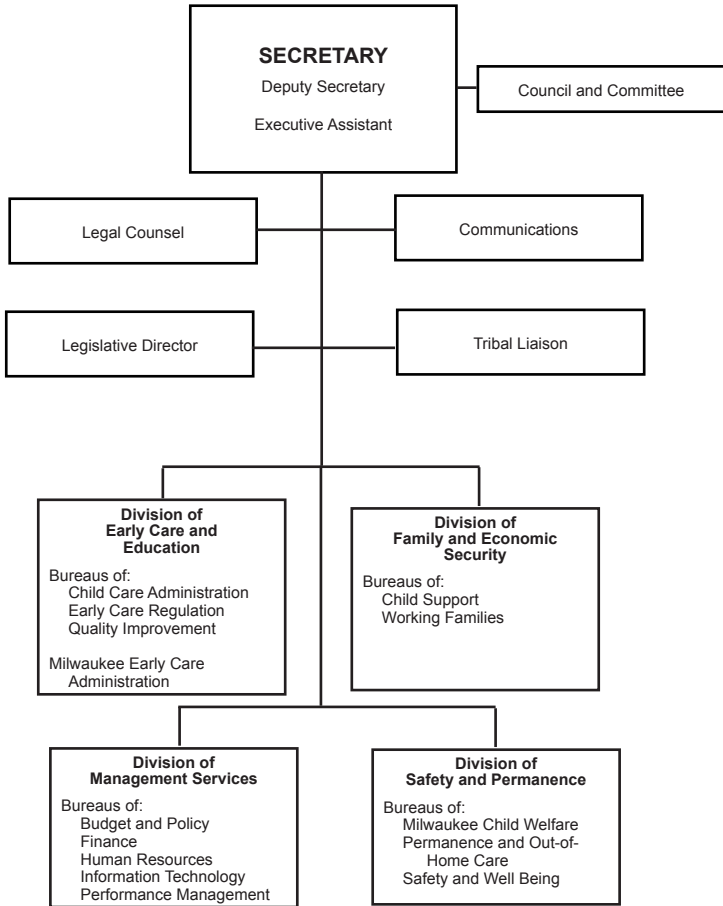 SECRETARY
Deputy Secretary
Executive Assistant
Council and Committee
Legal Counsel
Communications
Legislative Director
Tribal Liaison
Division of
Early Care and
Education
Bureaus of:
Child Care Administration
Early Care Regulation
Quality Improvement
Milwaukee Early Care
Administration
Division of
Family and Economic
Security
Bureaus of:
Child Support
Working Families
Division of
Management Services
Bureaus of:
Budget and Policy
Finance
Human Resources
Information Technology
Performance Management
Division of
Safety and Permanence
Bureaus of:
Milwaukee Child Welfare
Permanence and Out-of-
Home Care
Safety and Well Being